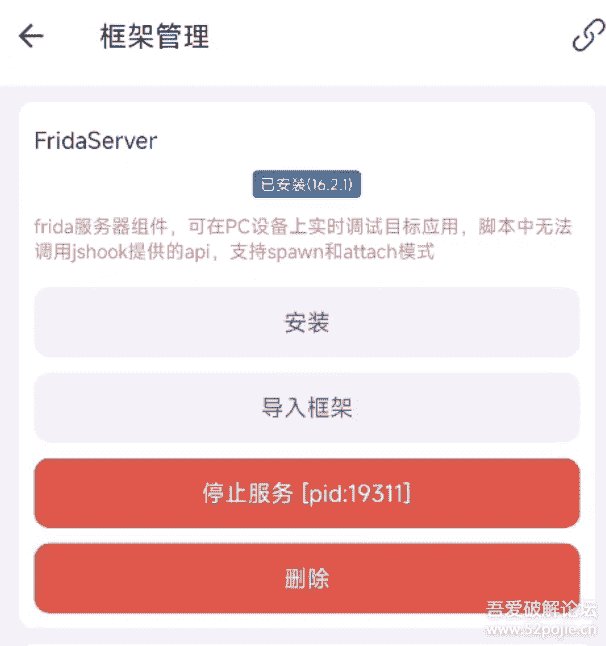 框架管理
FridaServer
已安装(16.2.1)
frida服务器组件，可在PC设备上实时调试目标应用，脚本中无法
调用jshook提供的api，支持spawn和attach模式
安装
导入框架
停止服务 [pid:19311]
删除
吾爱破解论坛
www.52pojie.cn